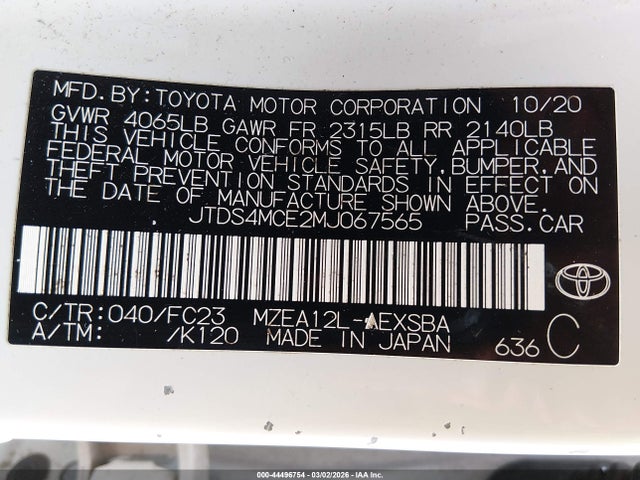 MFD. BY: TOYOTA MOTOR CORPORATION 10/20
GVWR 4065LB GAWR FR 2315LB RR 2140LB
THIS VEHICLE CONFORMS TO ALL APPLICABLE
FEDERAL MOTOR VEHICLE SAFETY, BUMPER, AND
THEFT PREVENTION STANDARDS IN EFFECT ON
THE DATE OF MANUFACTURE SHOWN ABOVE.
JTDS4MCE2MJ067565 PASS.CAR
C/TR: 040/FC23 MZEA12L-AEXSBA
A/TM: /K120 MADE IN JAPAN 636 C
000-44496754 - 03/02/2026 - IAA Inc.